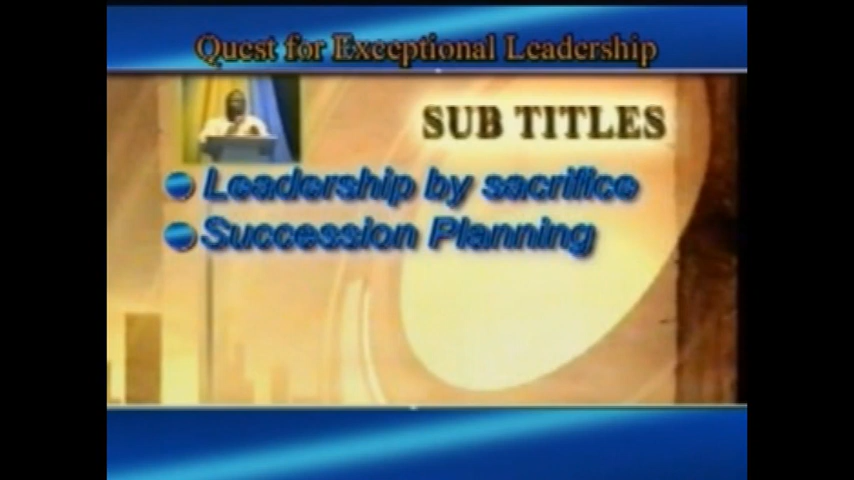 Quest for Exceptional Leadership
SUB TITLES
Leadership by sacrifice
Succession Planning